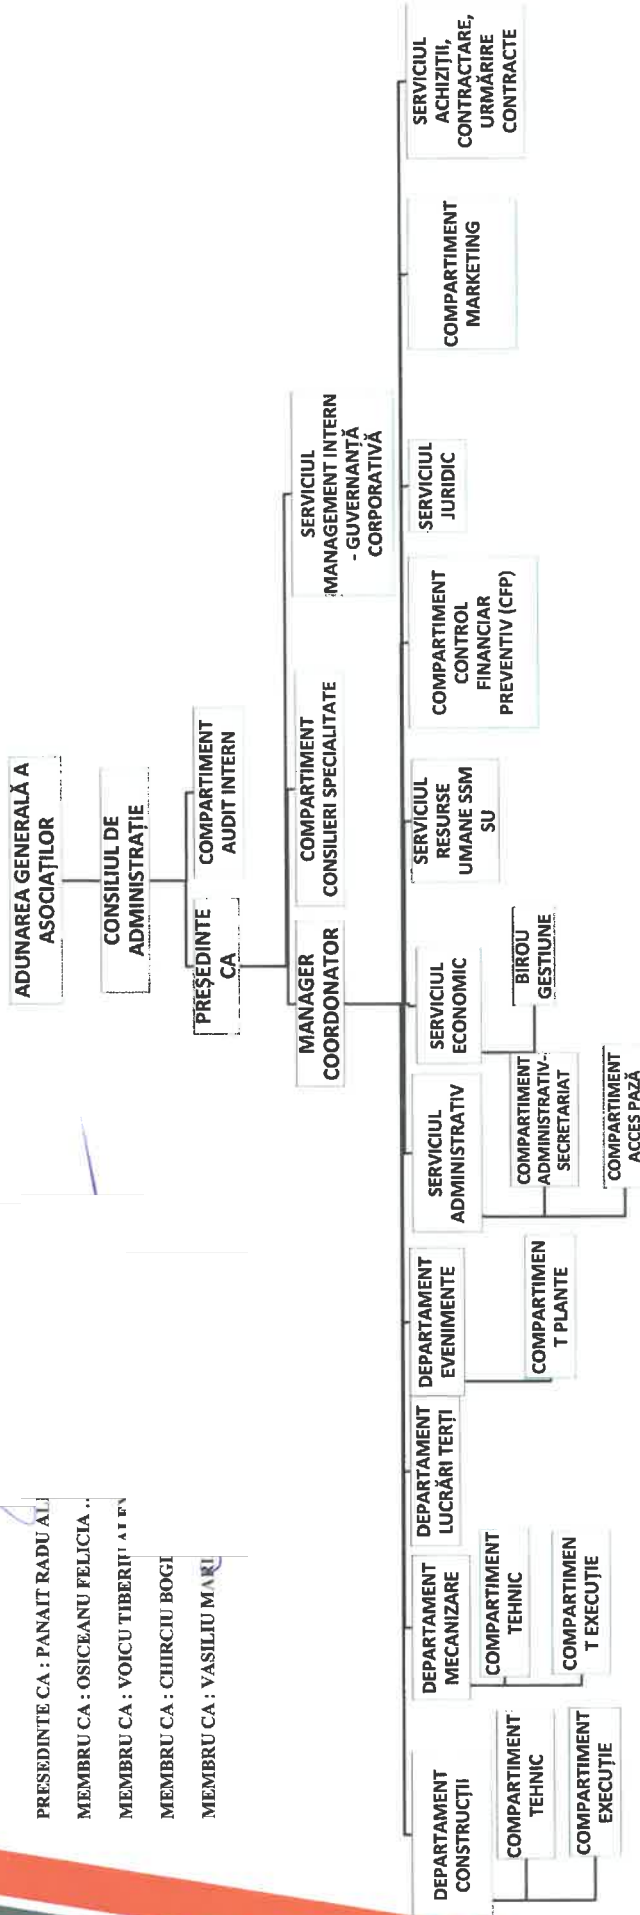 PRESEDINTE CA : PANAIT RADU
MEMBRU CA : OSICEANU FELICIA ..
MEMBRU CA : VOICU TIBERIU
MEMBRU CA : CHIRCIU
MEMBRU CA : VASILIU
ADUNAREA GENERALĂ A
ASOCIAȚILOR
CONSILIUL DE
ADMINISTRAȚIE
PREȘEDINTE
CA
COMPARTIMENT
AUDIT INTERN
MANAGER
COORDONATOR
COMPARTIMENT
CONSILIERI SPECIALITATE
SERVICIUL
MANAGEMENT INTERN
- GUVERNANȚĂ
CORPORATIVĂ
DEPARTAMENT
CONSTRUCȚII
COMPARTIMENT
TEHNIC
COMPARTIMENT
EXECUȚIE
DEPARTAMENT
MECANIZARE
COMPARTIMENT
TEHNIC
COMPARTIMEN
T EXECUȚIE
DEPARTAMENT
LUCRĂRI TERȚI
DEPARTAMENT
EVENIMENTE
COMPARTIMEN
T PLANTE
SERVICIUL
ADMINISTRATIV
COMPARTIMENT
ADMINISTRATIV-
SECRETARIAT
COMPARTIMENT
ACCES PAZĂ
SERVICIUL
ECONOMIC
BIROU
GESTIUNE
SERVICIUL
RESURSE
UMANE SSM
SU
COMPARTIMENT
CONTROL
FINANCIAR
PREVENTIV (CFP)
SERVICIUL
JURIDIC
COMPARTIMENT
MARKETING
SERVICIUL
ACHIZIȚII,
CONTRACTARE,
URMĂRIRE
CONTRACTE